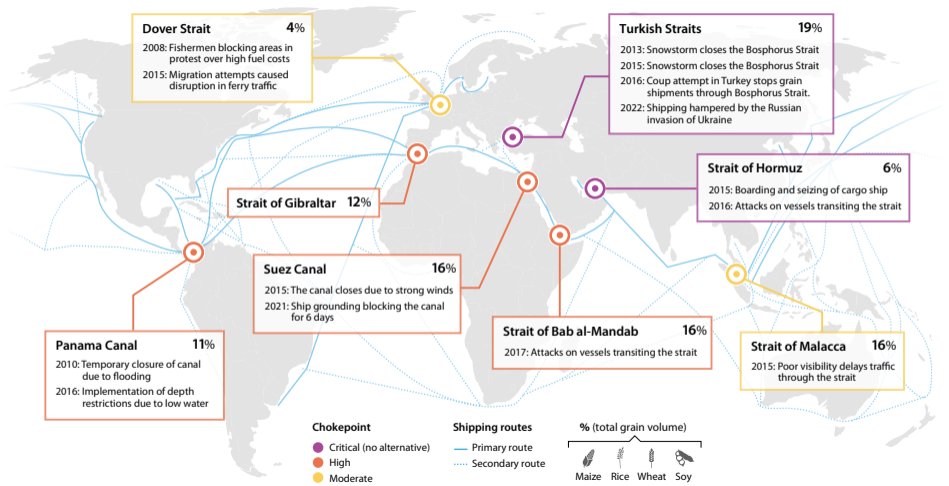 Dover Strait 4%
2008: Fishermen blocking areas in
protest over high fuel costs
2015: Migration attempts caused
disruption in ferry traffic
Turkish Straits 19%
2013: Snowstorm closes the Bosphorus Strait
2015: Snowstorm closes the Bosphorus Strait
2016: Coup attempt in Turkey stops grain
shipments through Bosphorus Strait.
2022: Shipping hampered by the Russian
invasion of Ukraine
Strait of Hormuz 6%
2015: Boarding and seizing of cargo ship
2016: Attacks on vessels transiting the strait
Strait of Gibraltar 12%
Suez Canal 16%
2015: The canal closes due to strong winds
2021: Ship grounding blocking the canal
for 6 days
Strait of Bab al-Mandab 16%
2017: Attacks on vessels transiting the strait
Panama Canal 11%
2010: Temporary closure of canal
due to flooding
2016: Implementation of depth
restrictions due to low water
Strait of Malacca 16%
2015: Poor visibility delays traffic
through the strait
Chokepoint
Critical (no alternative)
High
Moderate
Shipping routes
Primary route
Secondary route
% (total grain volume)
Maize Rice Wheat Soy